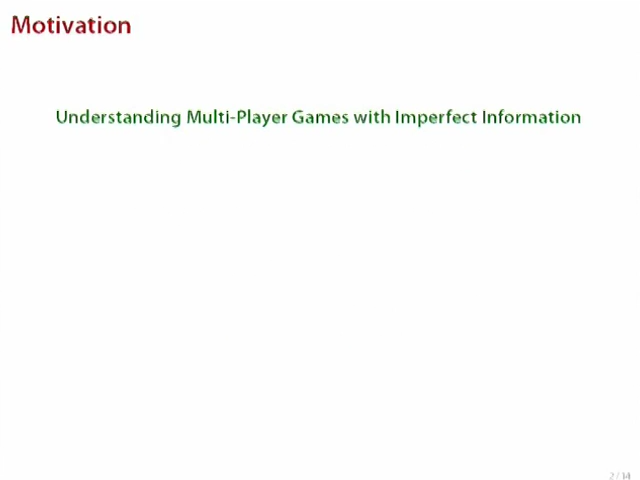 Motivation
Understanding Multi-Player Games with Imperfect Information
2 / 14